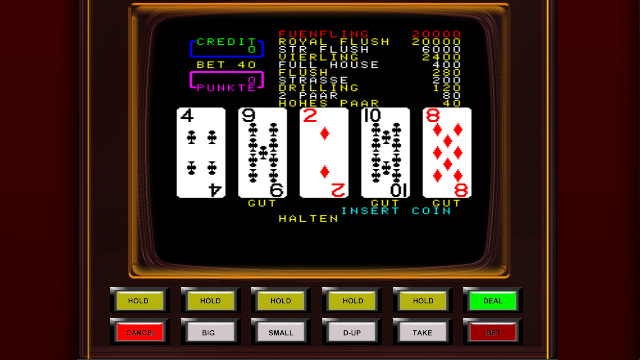 FUENFLING 20000
CREDIT ROYAL FLUSH 20000
0 STR FLUSH 6000
VIERLING 2400
BET 40 FULL HOUSE 400
FLUSH 280
0 STRASSE 200
PUNKTE DRILLING 120
2 PAAR 80
HOHES PAAR 40
4 9 2 10 8
4 9 2 10 8
GUT GUT GUT
INSERT COIN
HALTEN
HOLD HOLD HOLD HOLD HOLD DEAL
CANCEL BIG SMALL D-UP TAKE BET